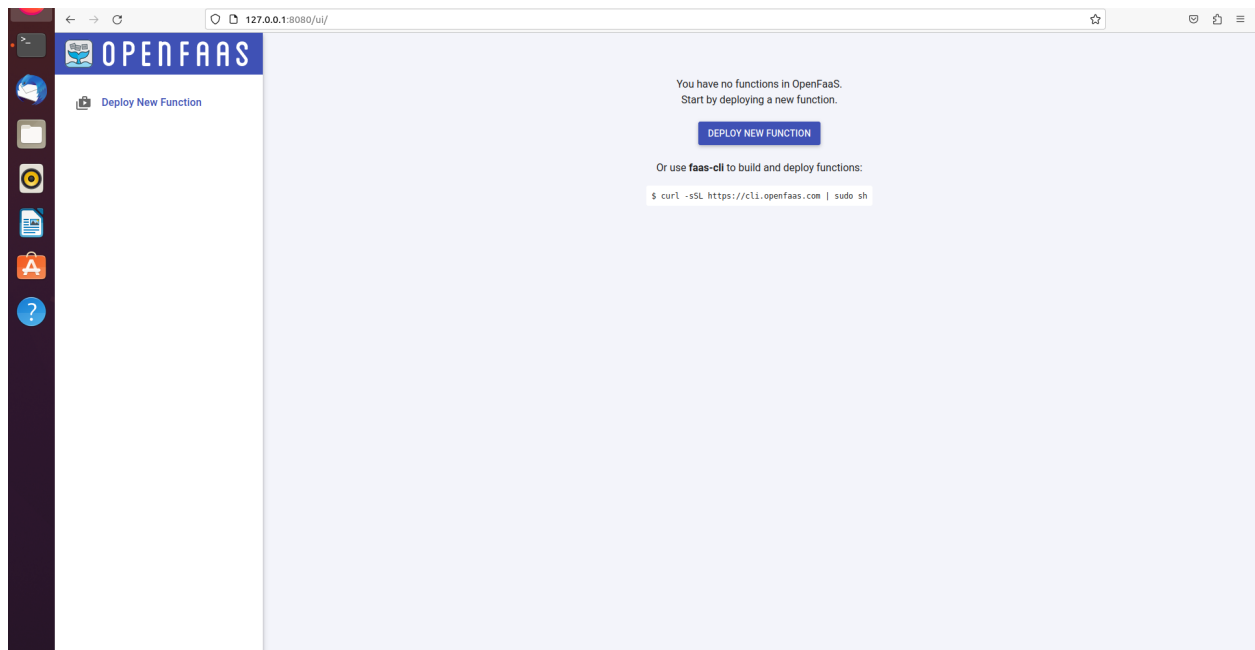 127.0.0.1:8080/ui/
OPENFAAS
Deploy New Function
You have no functions in OpenFaaS.
Start by deploying a new function.
DEPLOY NEW FUNCTION
Or use faas-cli to build and deploy functions:
$ curl -sSL https://cli.openfaas.com | sudo sh